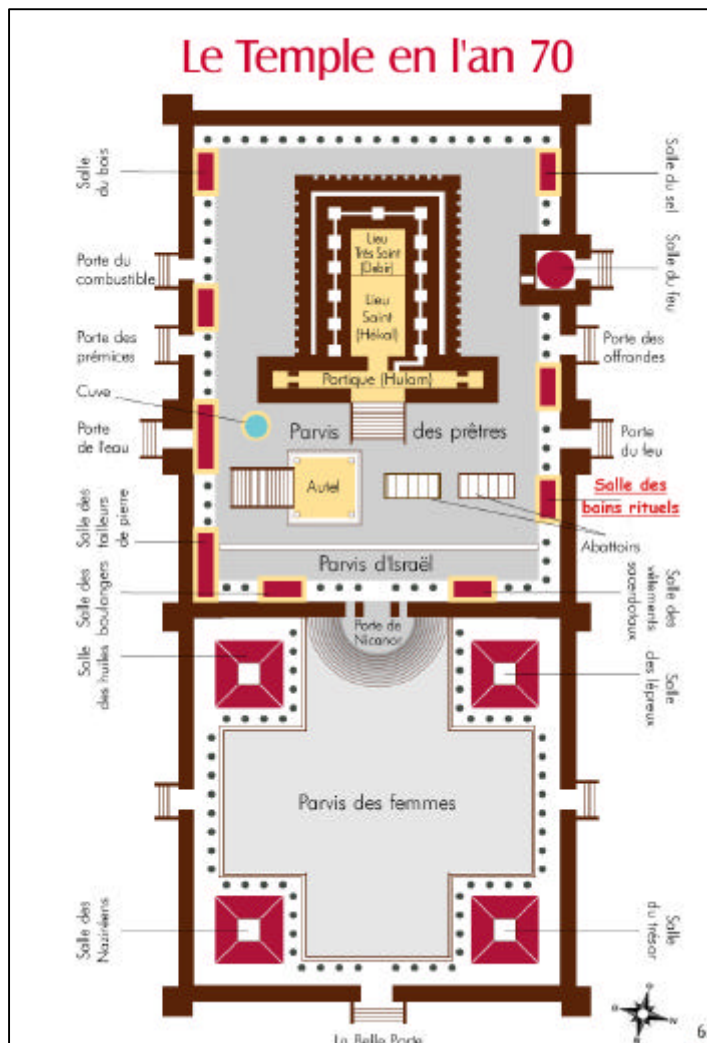 Le Temple en l'an 70
Salle
du bois
Salle
du sel
Lieu
Très Saint
(Debir)
Porte du
combustible
Salle du feu
Lieu
Saint
(Hékal)
Porte des
prémices
Porte des
offrandes
Portique (Hulam)
Cuve
Parvis des prêtres
Porte
de l'eau
Porte
du feu
Autel
Salle des
bains rituels
Salle des
tailleurs
de pierre
Abattoirs
Parvis d'Israël
Salle des
boulangers
Salle des
vêtements
sacerdotaux
Porte de
Nicanor
Salle
des huiles
Salle
des lépreux
Parvis des femmes
Salle des
Naziréens
Salle
du trésor
La Belle Porte
6